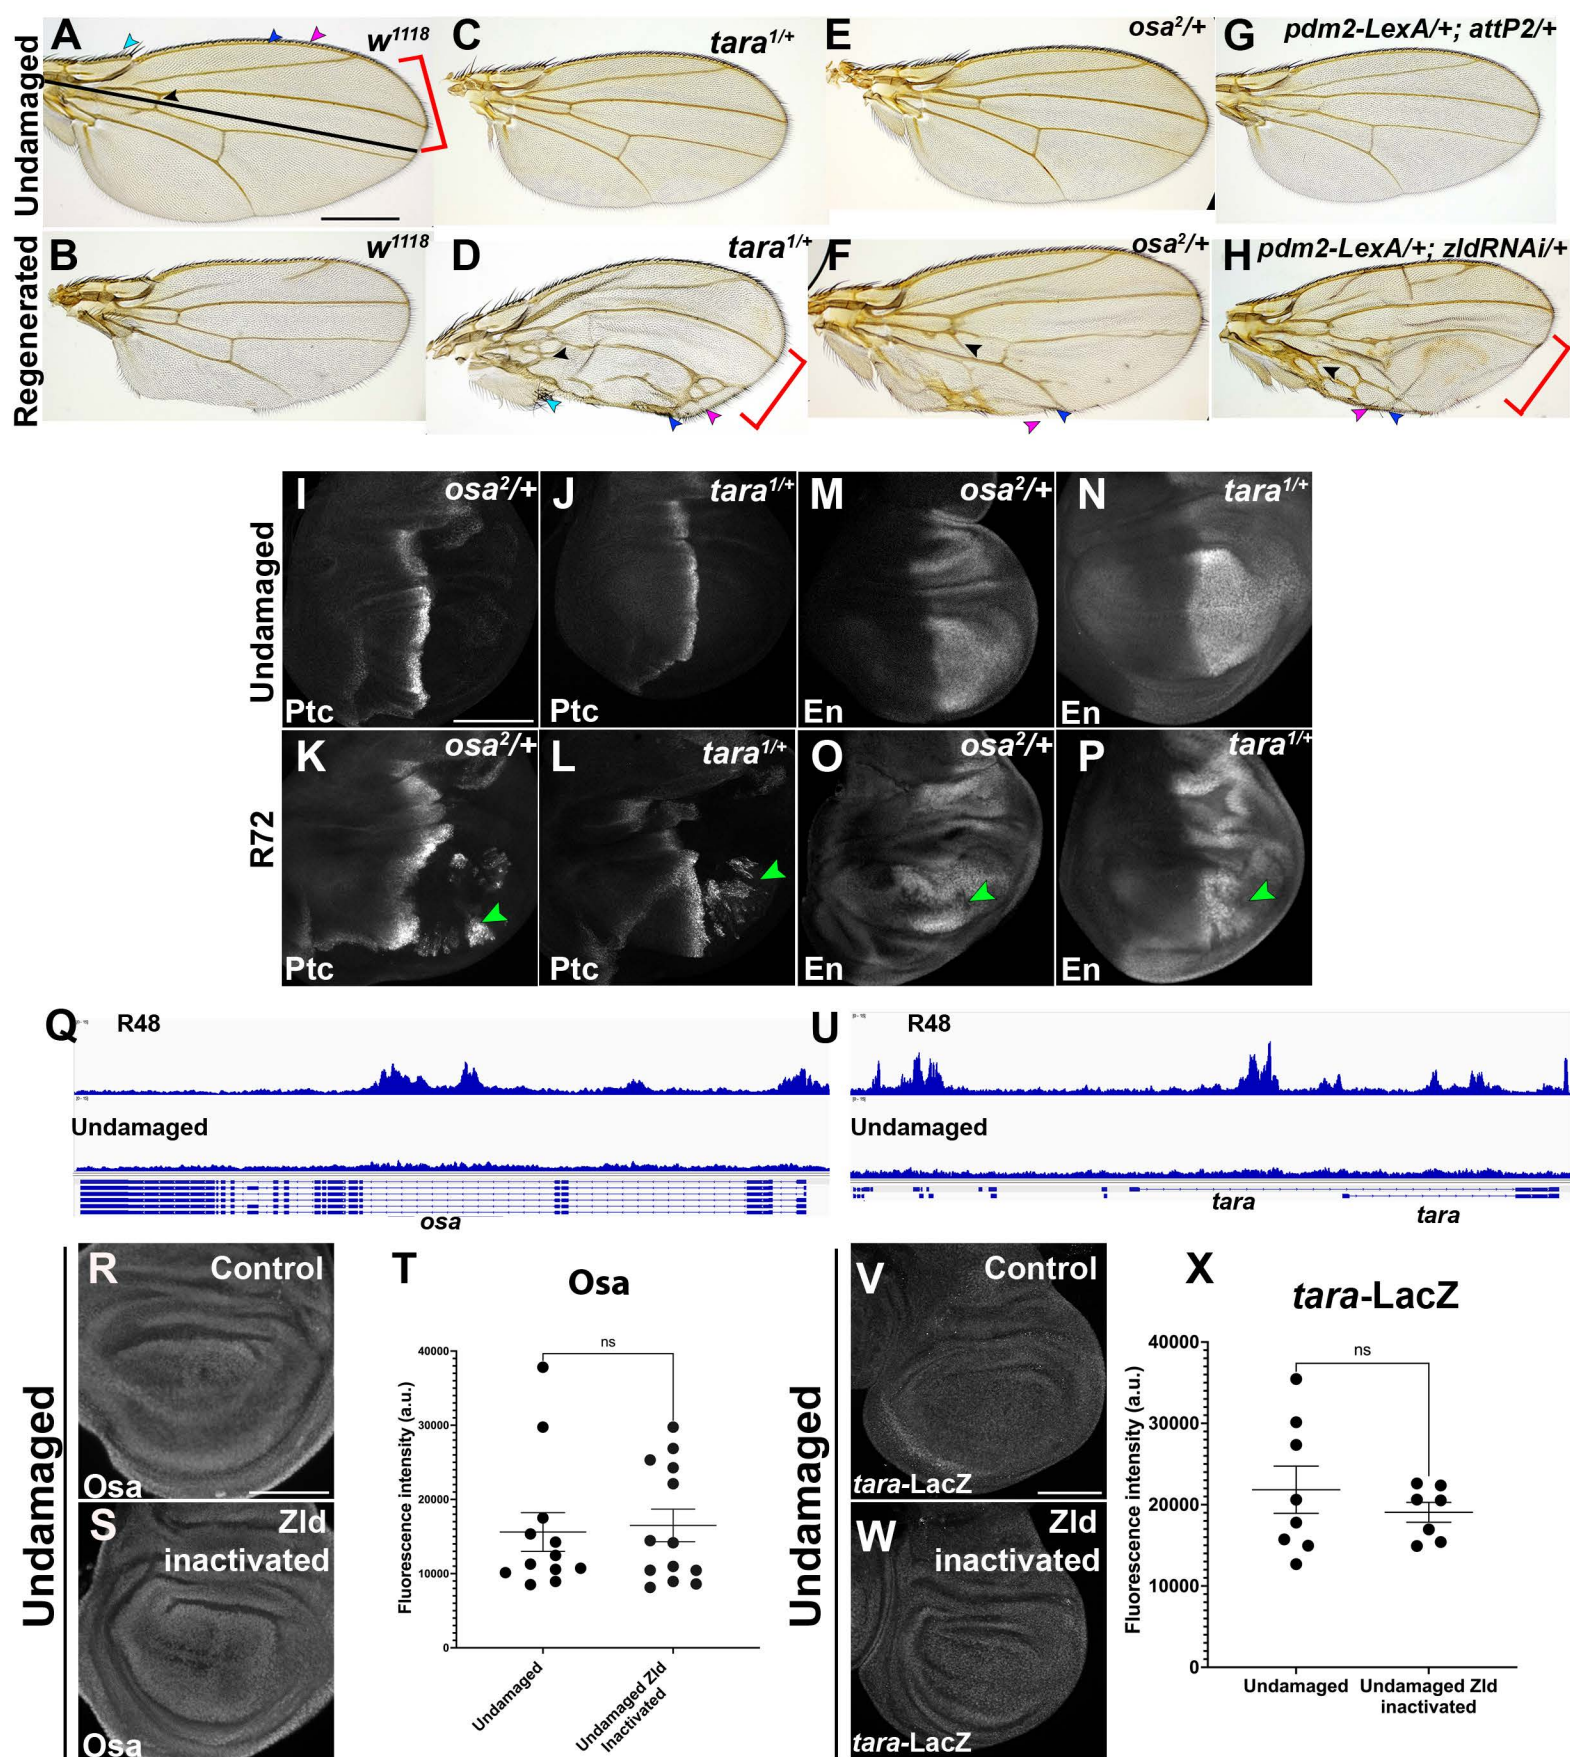 Undamaged
A
w1118
C
tara1/+
E
osa2/+
G
pdm2-LexA/+; attP2/+
Regenerated
B
w1118
D
tara1/+
F
osa2/+
H
pdm2-LexA/+; zldRNAi/+
Undamaged
I
osa2/+
Ptc
J
tara1/+
Ptc
M
osa2/+
En
N
tara1/+
En
R72
K
osa2/+
Ptc
L
tara1/+
Ptc
O
osa2/+
En
P
tara1/+
En
Q
R48
Undamaged
osa
U
R48
Undamaged
tara
tara
Undamaged
R
Control
Osa
S
Zld
inactivated
Osa
T
Osa
ns
Fluorescence intensity (a.u.)
40000
30000
20000
10000
0
Undamaged
Undamaged Zld
Inactivated
Undamaged
V
Control
tara-LacZ
W
Zld
inactivated
tara-LacZ
X
tara-LacZ
ns
Fluorescence intensity (a.u.)
40000
30000
20000
10000
0
Undamaged
Undamaged Zld
inactivated